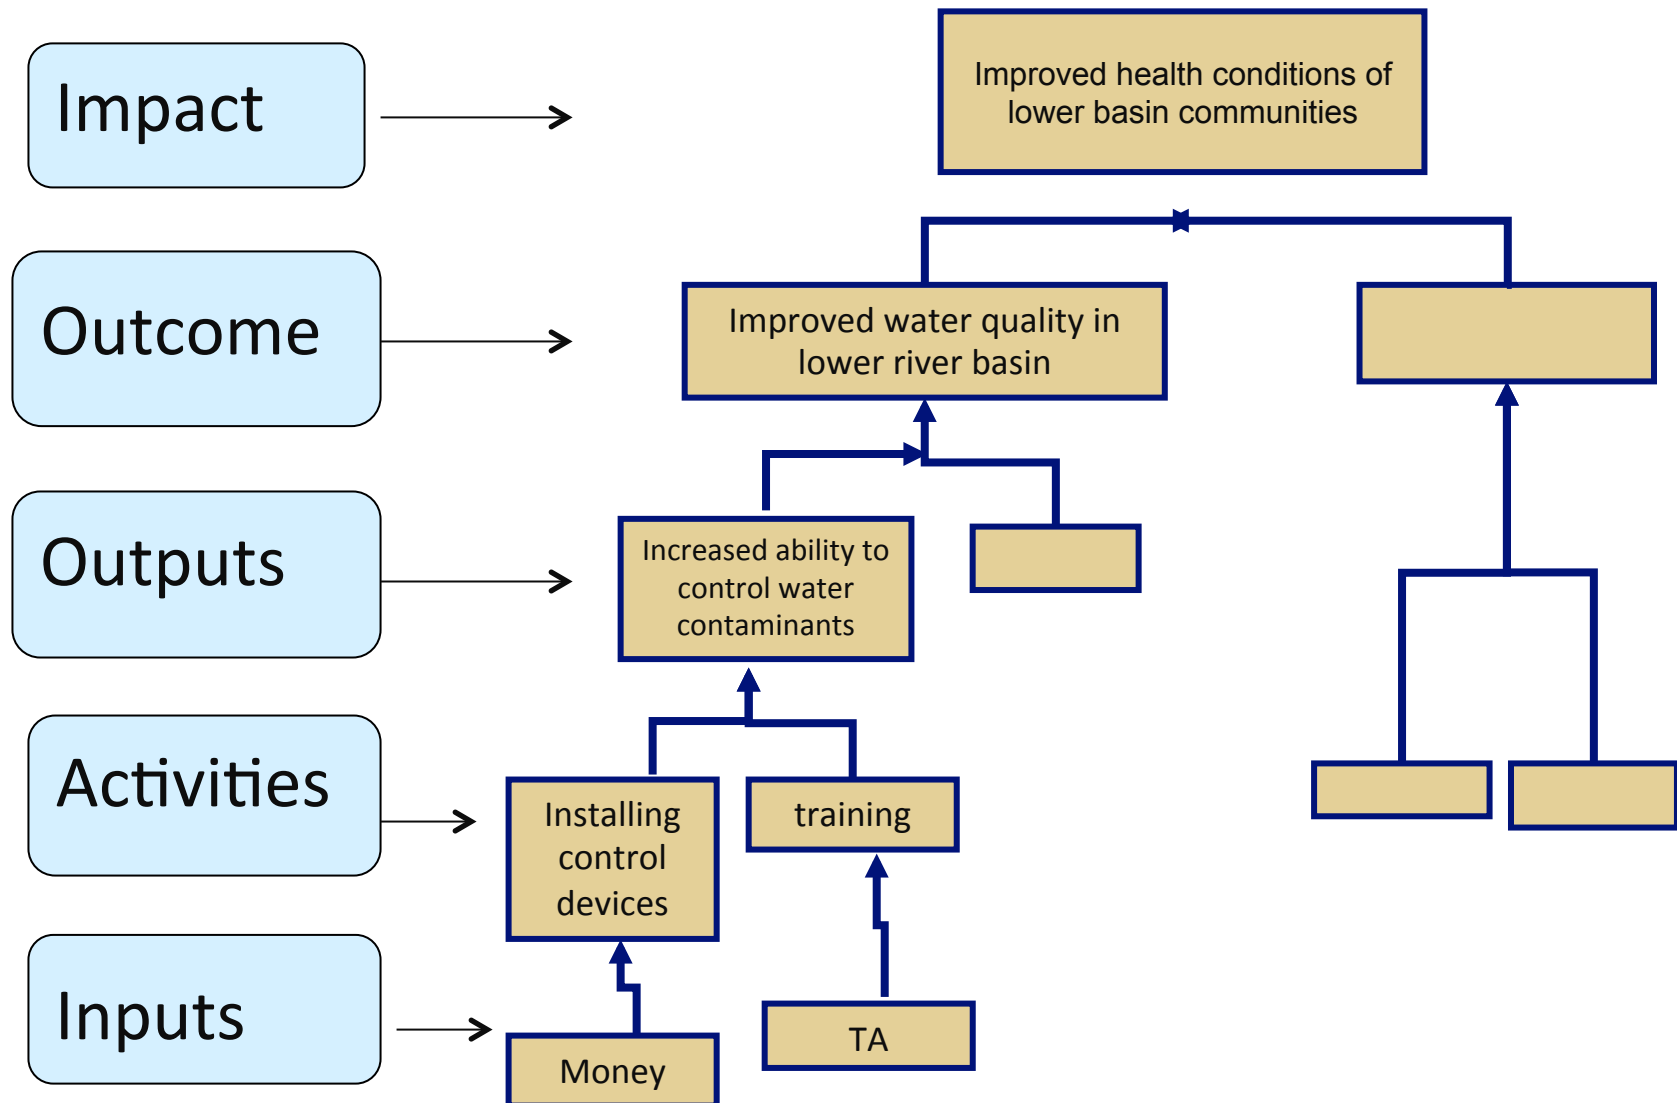 Impact
Improved health conditions of
lower basin communities
Outcome
Improved water quality in
lower river basin
Outputs
Increased ability to
control water
contaminants
Activities
Installing
control
devices
training
Inputs
Money
TA